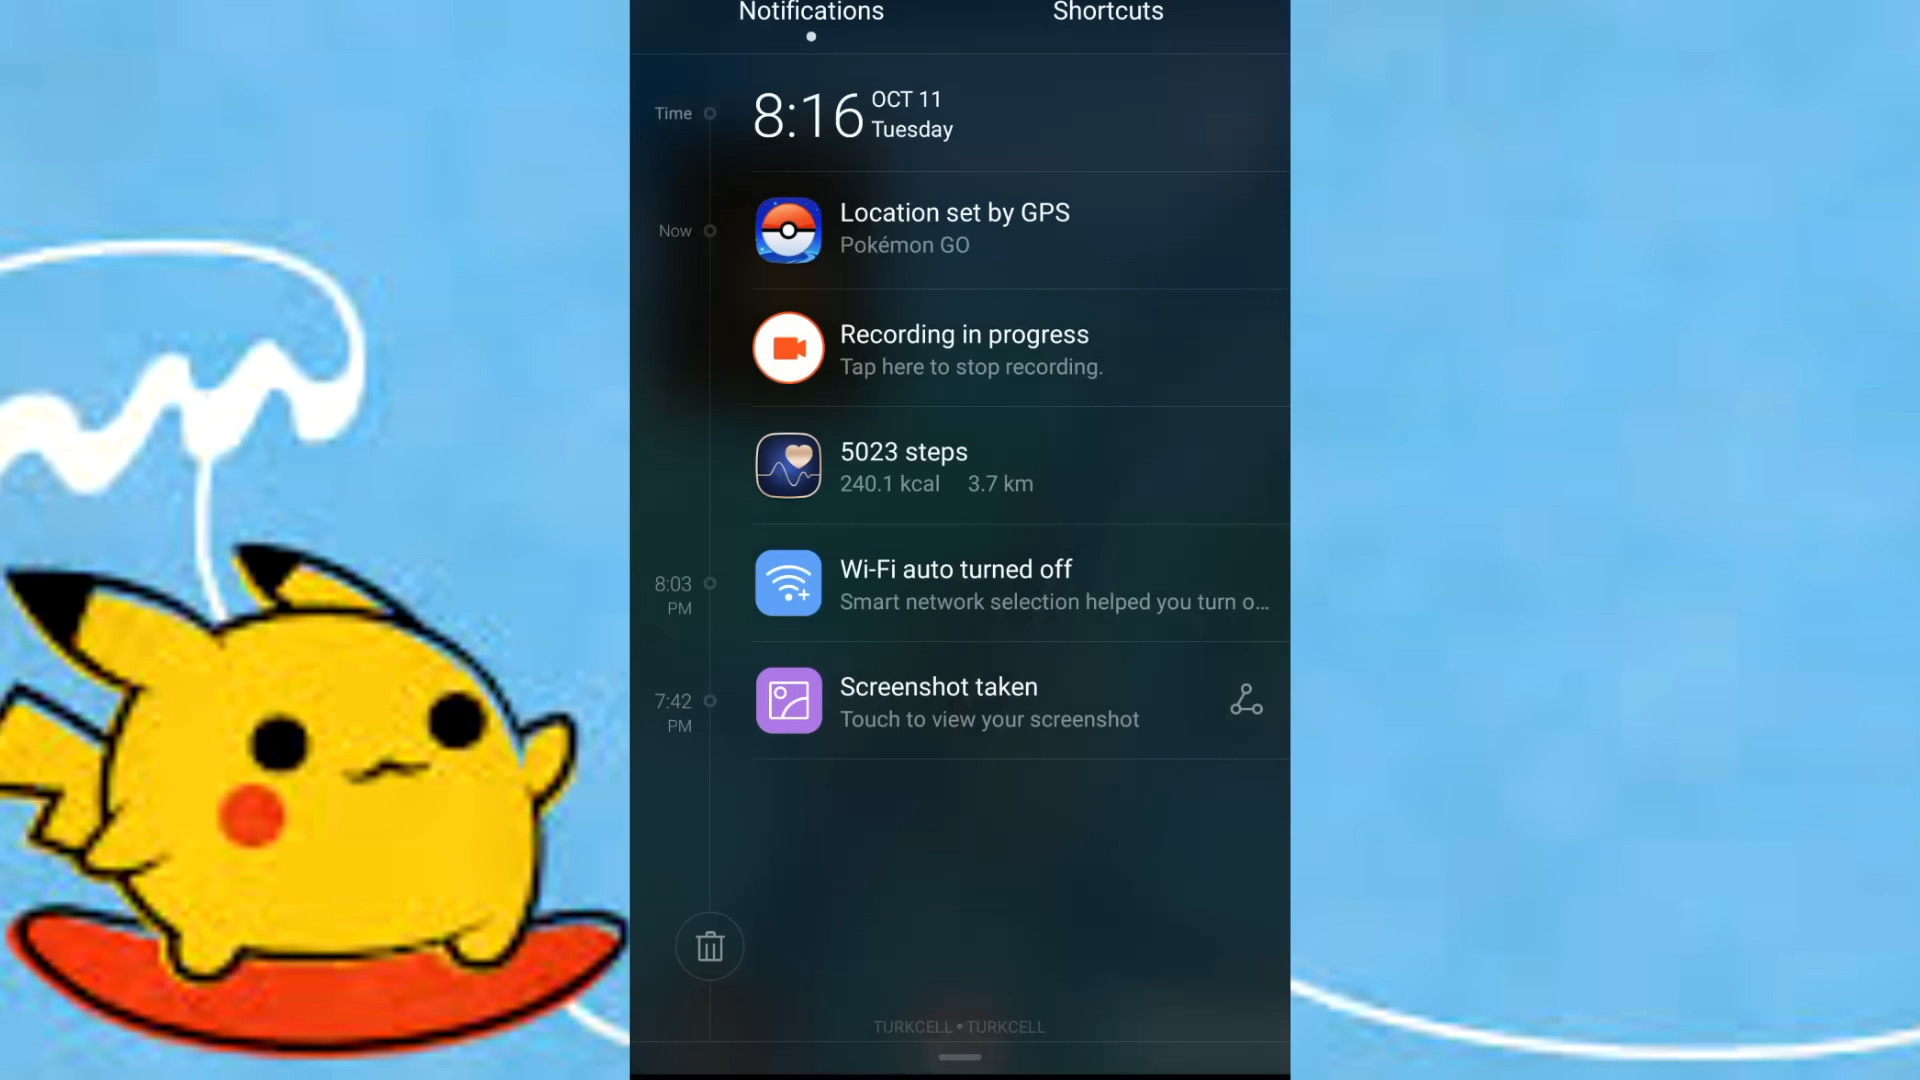 Notifications
Shortcuts
Time
8:16
OCT 11
Tuesday
Now
Location set by GPS
Pokémon GO
Recording in progress
Tap here to stop recording.
5023 steps
240.1 kcal 3.7 km
8:03
PM
Wi-Fi auto turned off
Smart network selection helped you turn o...
7:42
PM
Screenshot taken
Touch to view your screenshot
TURKCELL • TURKCELL